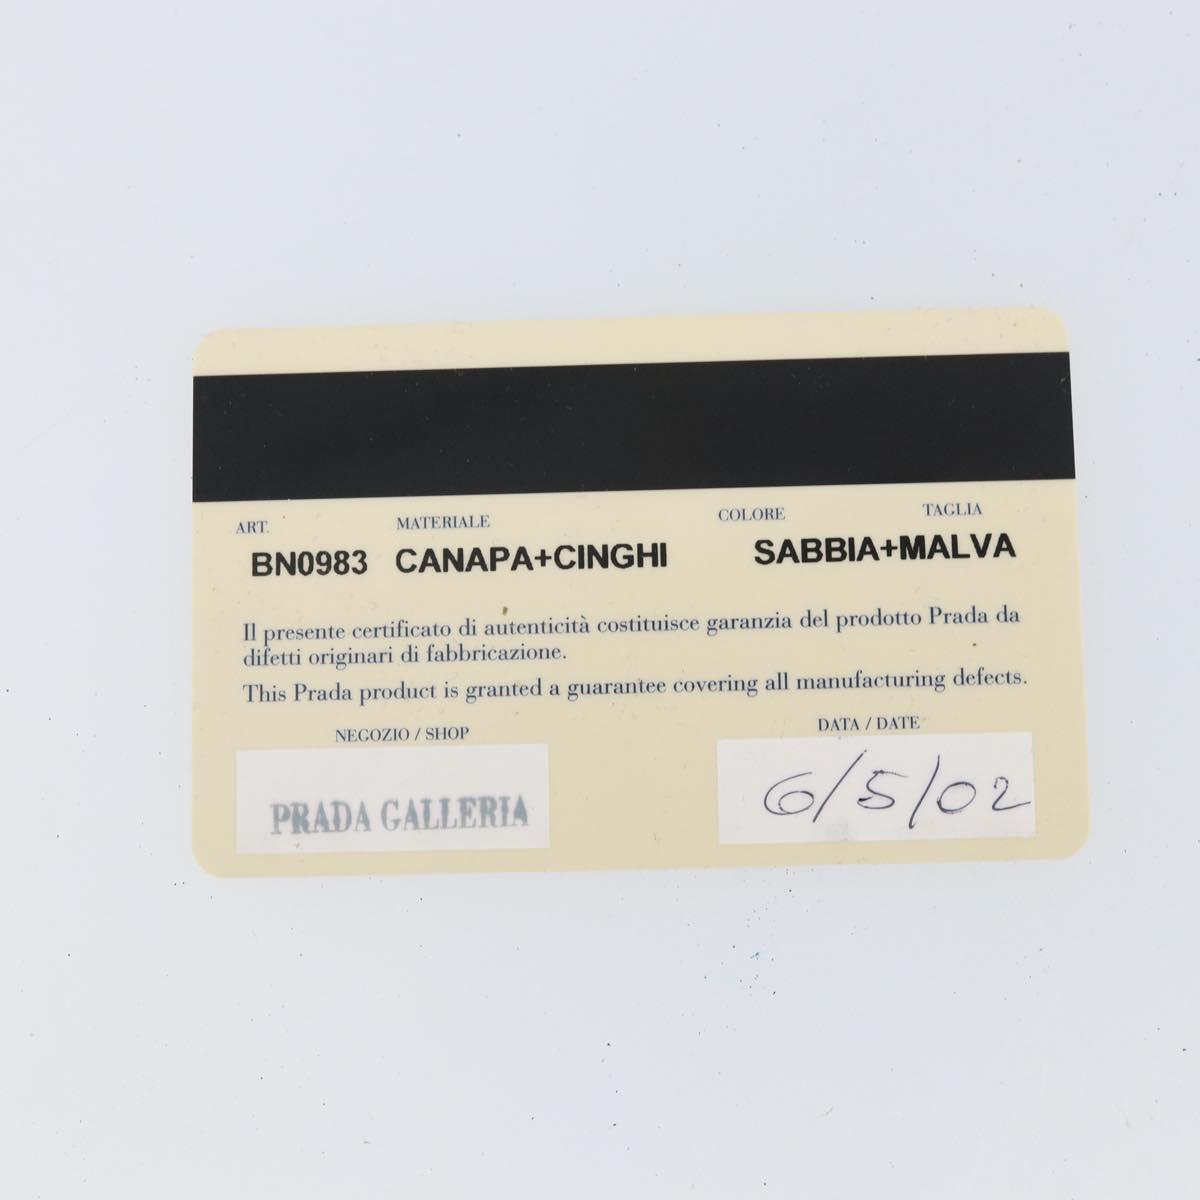 ART. MATERIALE COLORE TAGLIA
BN0983 CANAPA+CINGHI SABBIA+MALVA
Il presente certificato di autenticità costituisce garanzia del prodotto Prada da
difetti originari di fabbricazione.
This Prada product is granted a guarantee covering all manufacturing defects.
NEGOZIO / SHOP DATA / DATE
PRADA GALLERIA 6/5/02